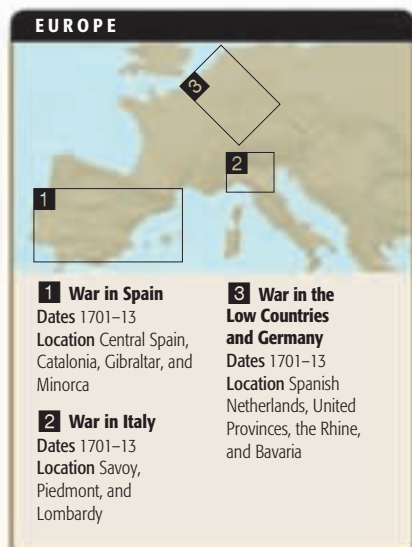 EUROPE
3
2
1
1 War in Spain
Dates 1701–13
Location Central Spain,
Catalonia, Gibraltar, and
Minorca
2 War in Italy
Dates 1701–13
Location Savoy,
Piedmont, and
Lombardy
3 War in the
Low Countries
and Germany
Dates 1701–13
Location Spanish
Netherlands, United
Provinces, the Rhine,
and Bavaria